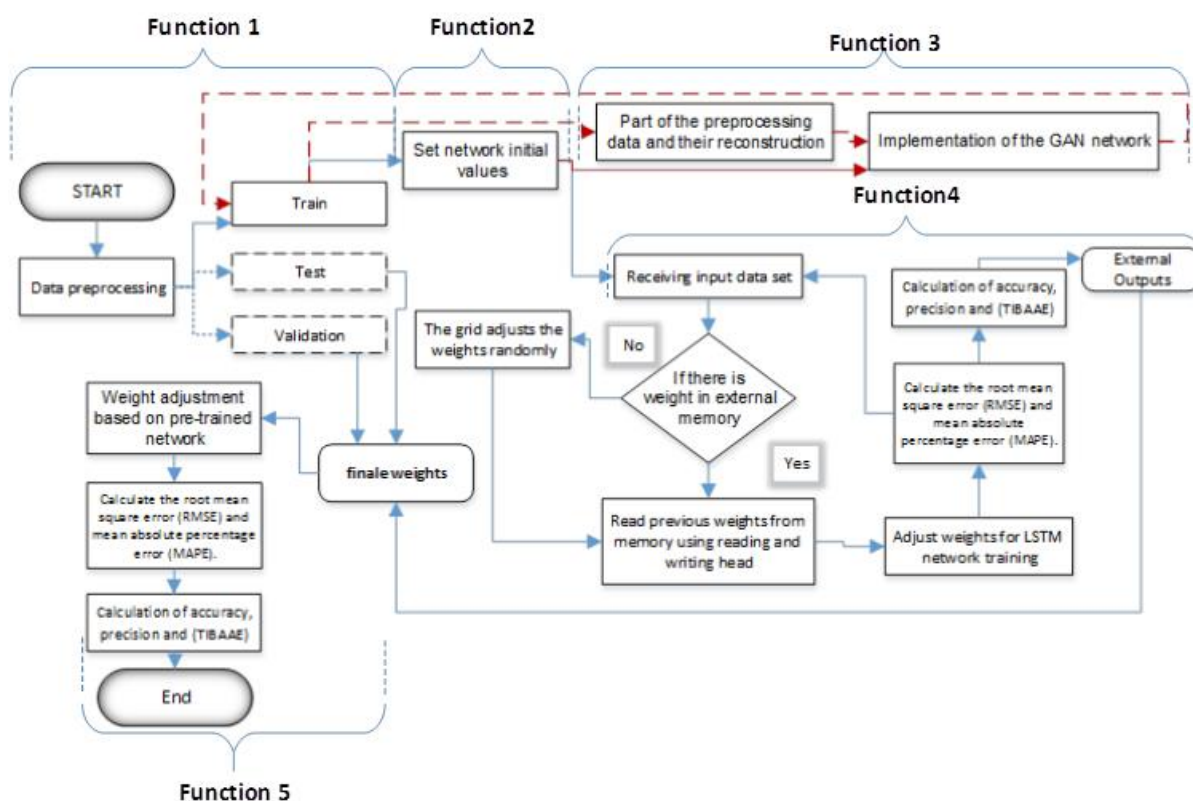 Function 1
Function2
Function 3
Part of the preprocessing
data and their reconstruction
Implementation of the GAN network
Set network initial
values
START
Train
Function4
Data preprocessing
Test
Validation
Receiving input data set
External
Outputs
Calculation of accuracy,
precision and (TIBAAE)
The grid adjusts the
weights randomly
No
If there is
weight in external
memory
Calculate the root mean
square error (RMSE) and
mean absolute
percentage error (MAPE).
Yes
Weight adjustment
based on pre-trained
network
finale weights
Read previous weights from
memory using reading and
writing head
Adjust weights for LSTM
network training
Calculate the root mean
square error (RMSE) and
mean absolute percentage
error (MAPE).
Calculation of accuracy,
precision and (TIBAAE)
End
Function 5